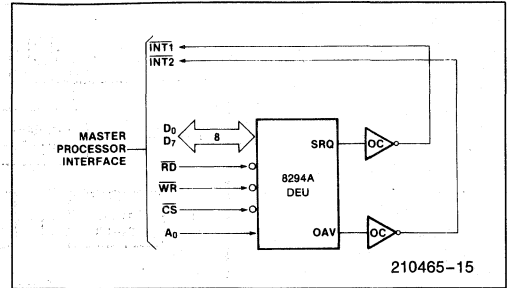 INT1
INT2
MASTER
PROCESSOR
INTERFACE
D0
D7
8
RD
WR
CS
A0
SRQ
8294A
DEU
OAV
OC
OC
210465-15